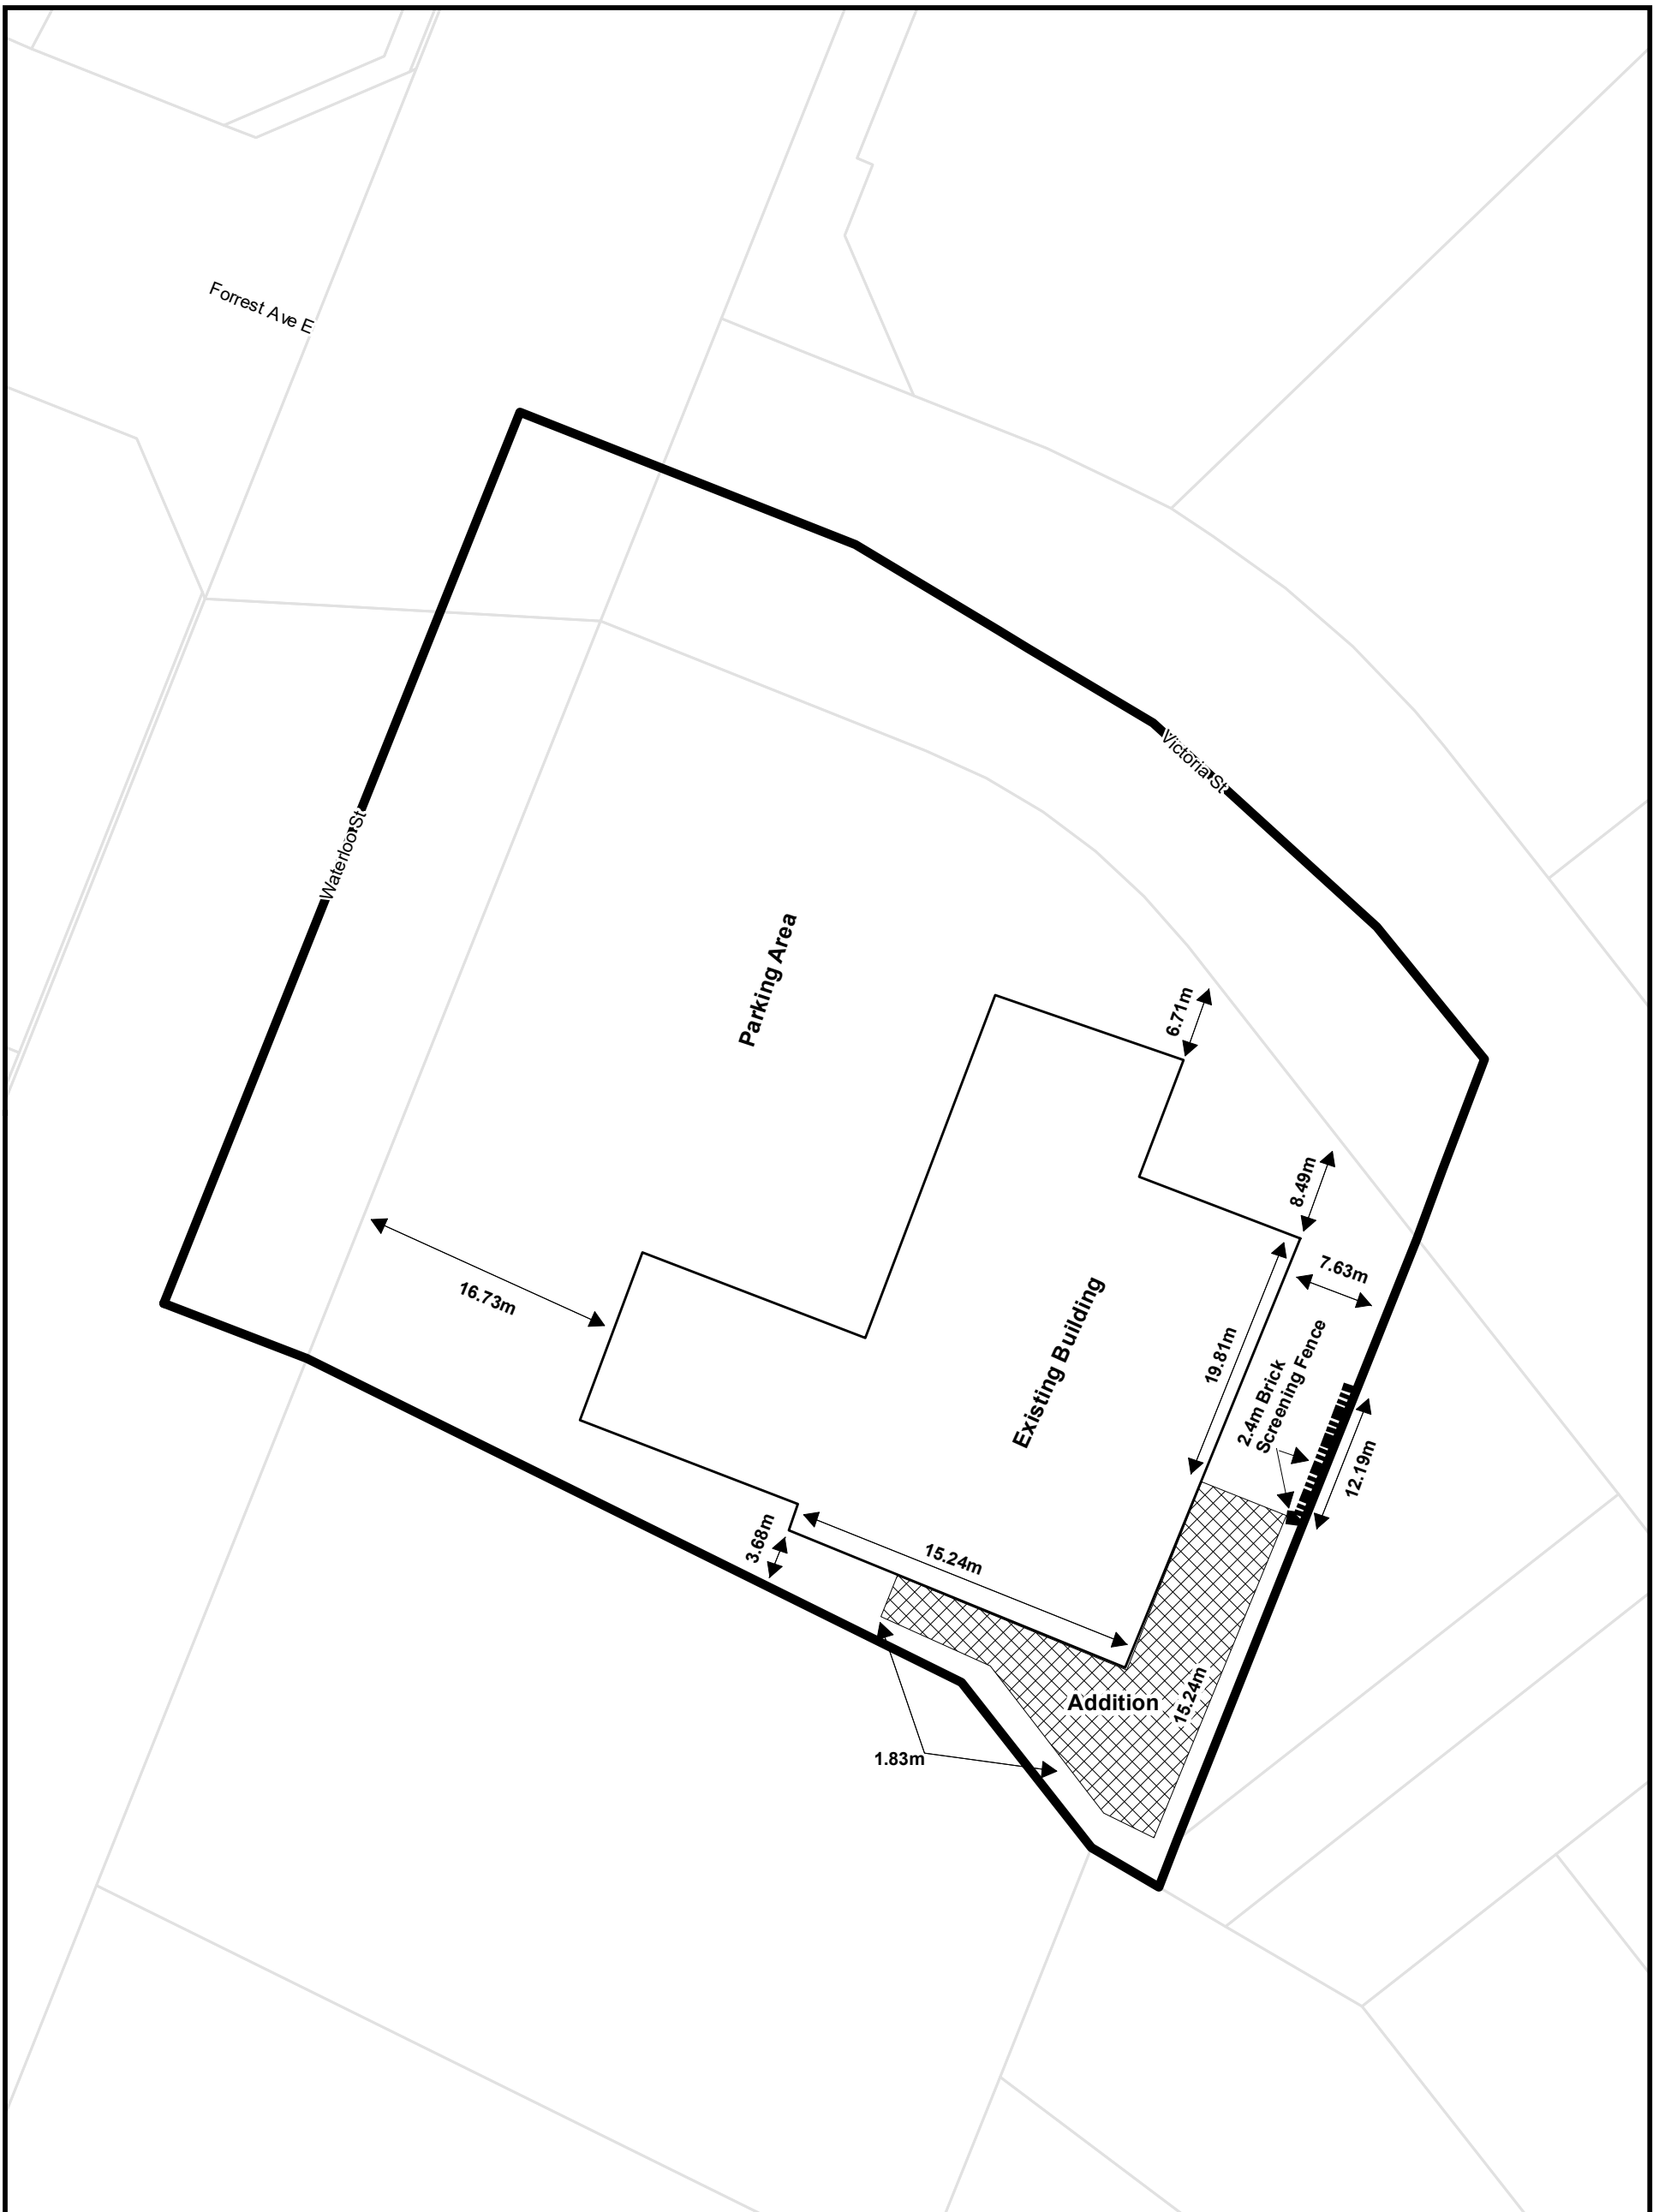 Forrest Ave E
Victoria St
Waterloo St
Parking Area
6.71m
8.49m
7.63m
16.73m
Existing Building
19.81m
2.4m Brick
Screening Fence
12.19m
3.68m
15.24m
Addition
15.24m
1.83m